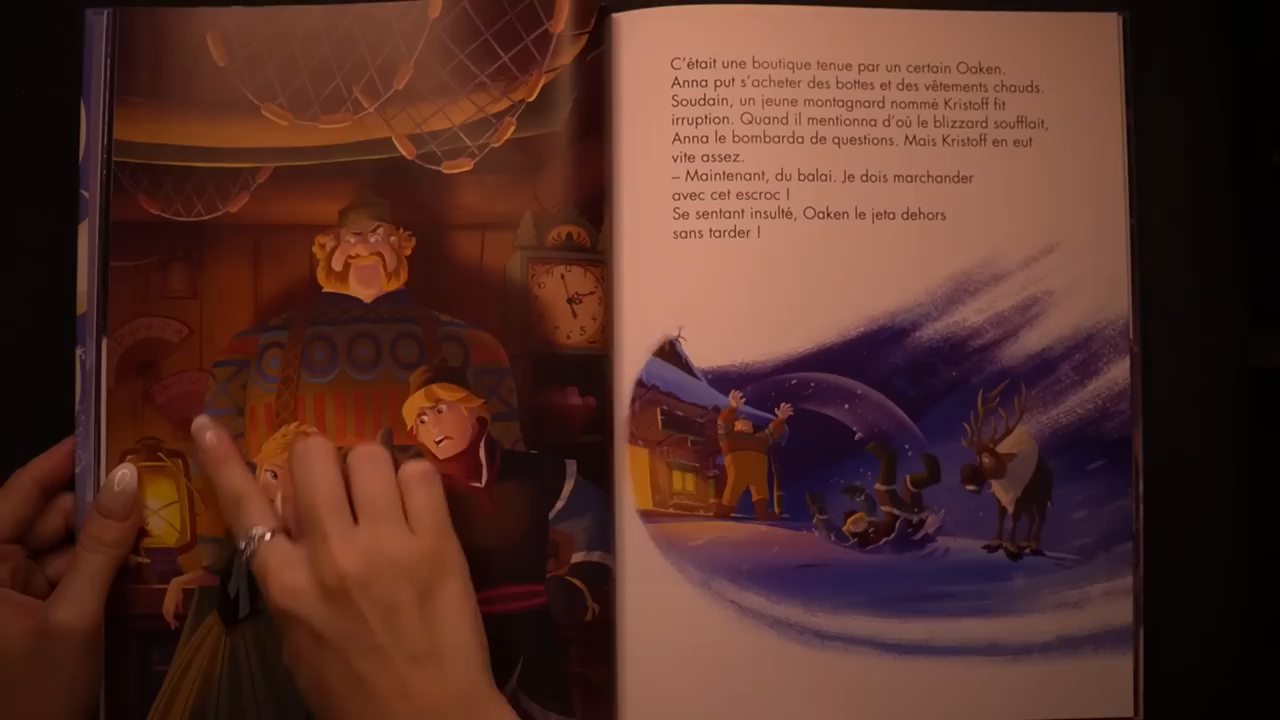 C'était une boutique tenue par un certain Oaken.
Anna put s'acheter des bottes et des vêtements chauds.
Soudain, un jeune montagnard nommé Kristoff fit
irruption. Quand il mentionna d'où le blizzard soufflait,
Anna le bombarda de questions. Mais Kristoff en eut
vite assez.
– Maintenant, du balai. Je dois marchander
avec cet escroc !
Se sentant insulté, Oaken le jeta dehors
sans tarder !